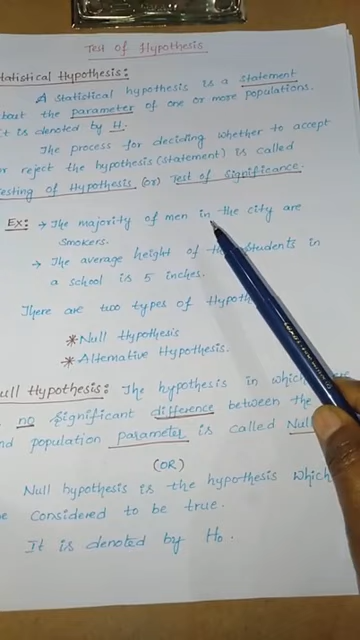 Test of Hypothesis
Statistical Hypothesis:
A statistical hypothesis is a statement
about the parameter of one or more populations.
it is denoted by H.
The process for deciding whether to accept
or reject the hypothesis (statement) is called
Testing of Hypothesis (or) Test of Significance.
Ex: → The majority of men in the city are
smokers.
→ The average height of the students in
a school is 5 inches.
There are two types of
* Null Hypothesis
* Alternative Hypothesis.
Null Hypothesis: The hypothesis in which
no significant difference between the
and population parameter is called
(OR)
Null hypothesis is the hypothesis which
be considered to be true.
It is denoted by H₀.